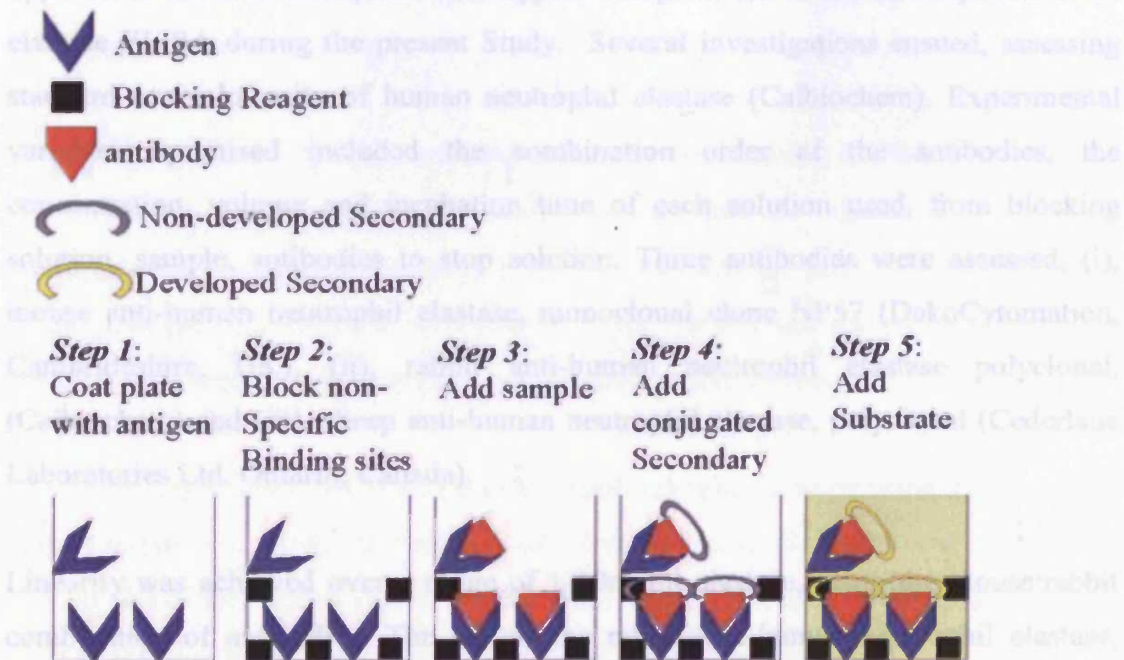 Antigen
Blocking Reagent
antibody
Non-developed Secondary
Developed Secondary
Step 1:
Coat plate
with antigen
Step 2:
Block non-
Specific
Binding sites
Step 3:
Add sample
Step 4:
Add
conjugated
Secondary
Step 5:
Add
Substrate
during the present Study. Several investigations ensued, assessing
of human neutrophil elastase (Calbiochem). Experimental
included the combination order of the antibodies, the
volume and incubation time of each solution used, from blocking
solution, sample, antibodies to stop solution. Three antibodies were assessed, (i),
mouse anti-human neutrophil elastase, monoclonal clone NP57 (DakoCytomation,
anti-human neutrophil elastase polyclonal,
anti-human neutrophil (Cederlane
Laboratories Ltd. Ontario, Canada).
Linearity was achieved over a range of mouse/rabbit
of elastase,